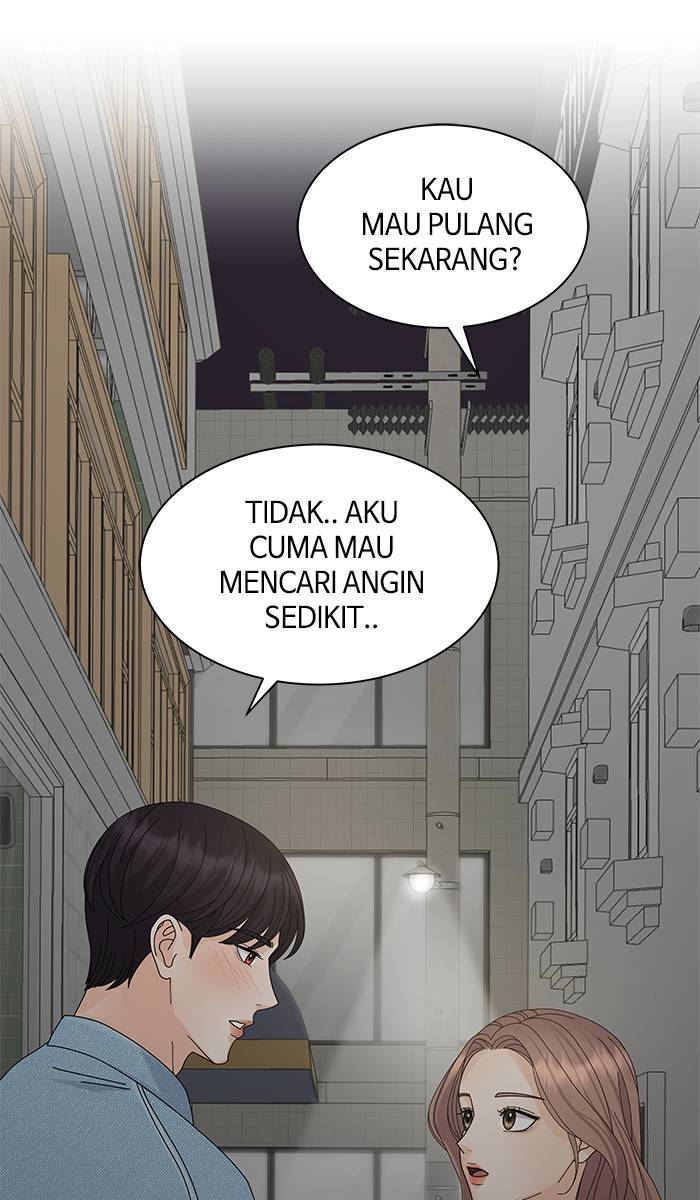 KAU
MAU PULANG
SEKARANG?
TIDAK.. AKU
CUMA MAU
MENCARI ANGIN
SEDIKIT..